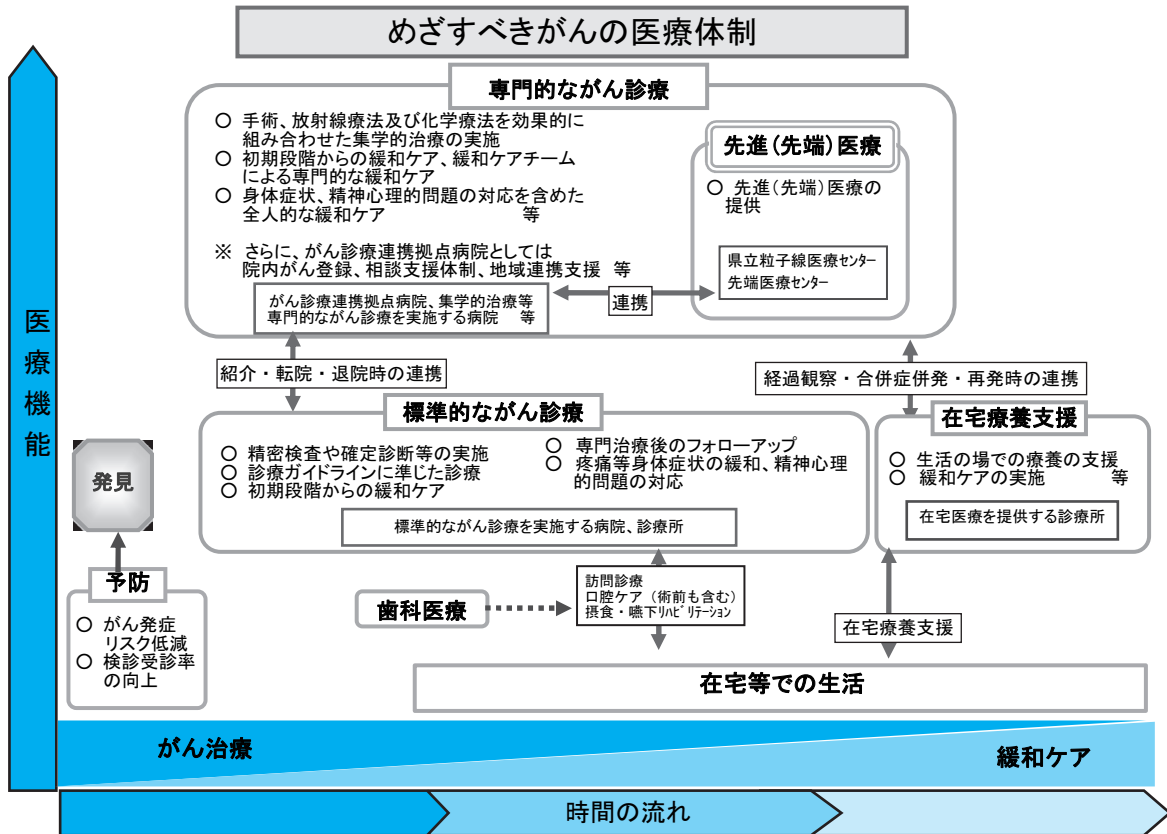 めざすべきがんの医療体制
専門的ながん診療
○ 手術、放射線療法及び化学療法を効果的に
組み合わせた集学的治療の実施
○ 初期段階からの緩和ケア、緩和ケアチーム
による専門的な緩和ケア
○ 身体症状、精神心理的問題の対応を含めた
全人的な緩和ケア 等
※ さらに、がん診療連携拠点病院としては
院内がん登録、相談支援体制、地域連携支援 等
がん診療連携拠点病院、集学的治療等
専門的ながん診療を実施する病院 等
連携
先進(先端)医療
○ 先進(先端)医療の
提供
県立粒子線医療センター
先端医療センター
医療機能
紹介・転院・退院時の連携
経過観察・合併症併発・再発時の連携
標準的ながん診療
○ 精密検査や確定診断等の実施
○ 診療ガイドラインに準じた診療
○ 初期段階からの緩和ケア
○ 専門治療後のフォローアップ
○ 疼痛等身体症状の緩和、精神心理
的問題の対応
標準的ながん診療を実施する病院、診療所
在宅療養支援
○ 生活の場での療養の支援
○ 緩和ケアの実施 等
在宅医療を提供する診療所
発見
予防
○ がん発症
リスク低減
○ 検診受診率
の向上
歯科医療
訪問診療
口腔ケア(術前も含む)
摂食・嚥下リハビリテーション
在宅療養支援
在宅等での生活
がん治療
緩和ケア
時間の流れ